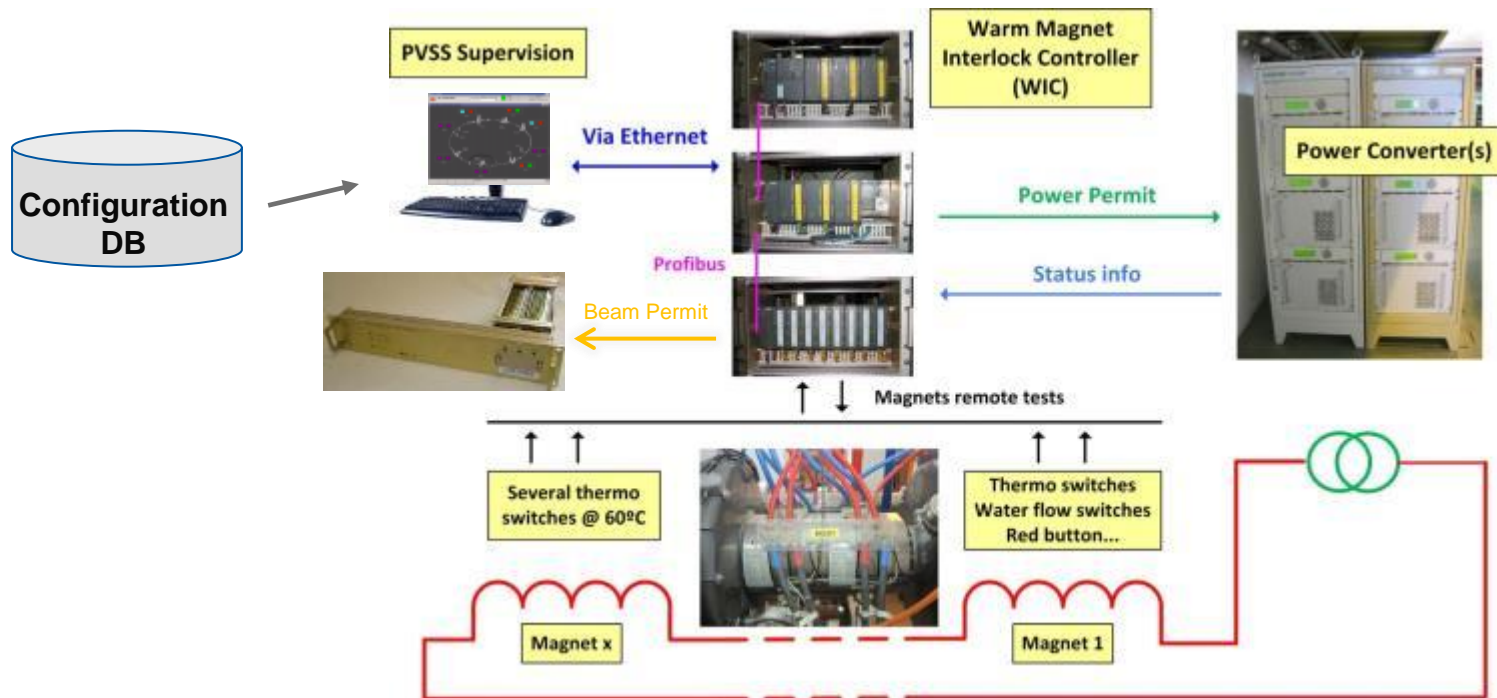 PVSS Supervision
Warm Magnet
Interlock Controller
(WIC)
Configuration
DB
Via Ethernet
Power Converter(s)
Power Permit
Profibus
Status info
Beam Permit
Magnets remote tests
Several thermo
switches @ 60ºC
Thermo switches
Water flow switches
Red button...
Magnet x
Magnet 1